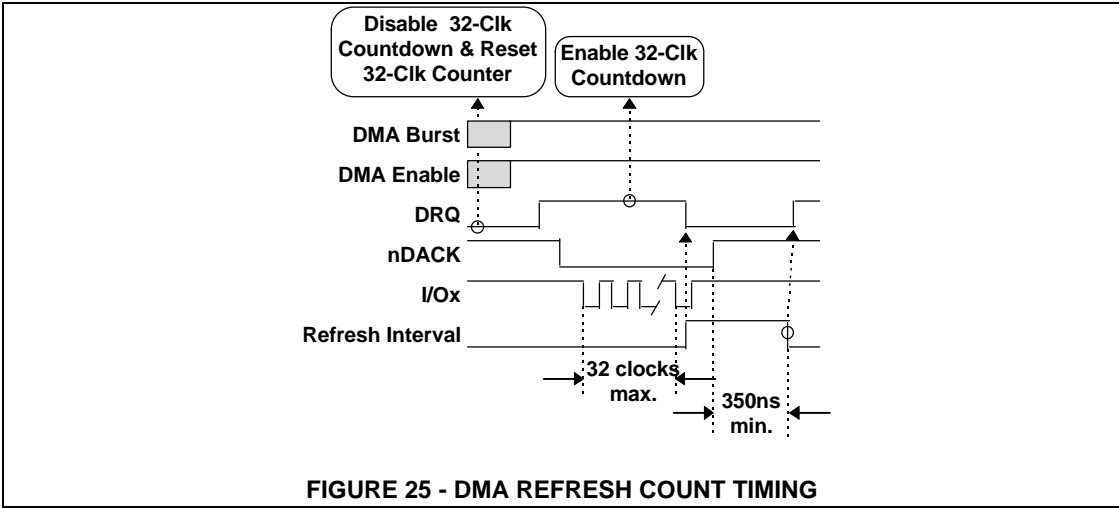 Disable 32-Clk
Countdown & Reset
32-Clk Counter
Enable 32-Clk
Countdown
DMA Burst
DMA Enable
DRQ
nDACK
I/Ox
Refresh Interval
32 clocks
max.
350ns
min.
FIGURE 25 - DMA REFRESH COUNT TIMING